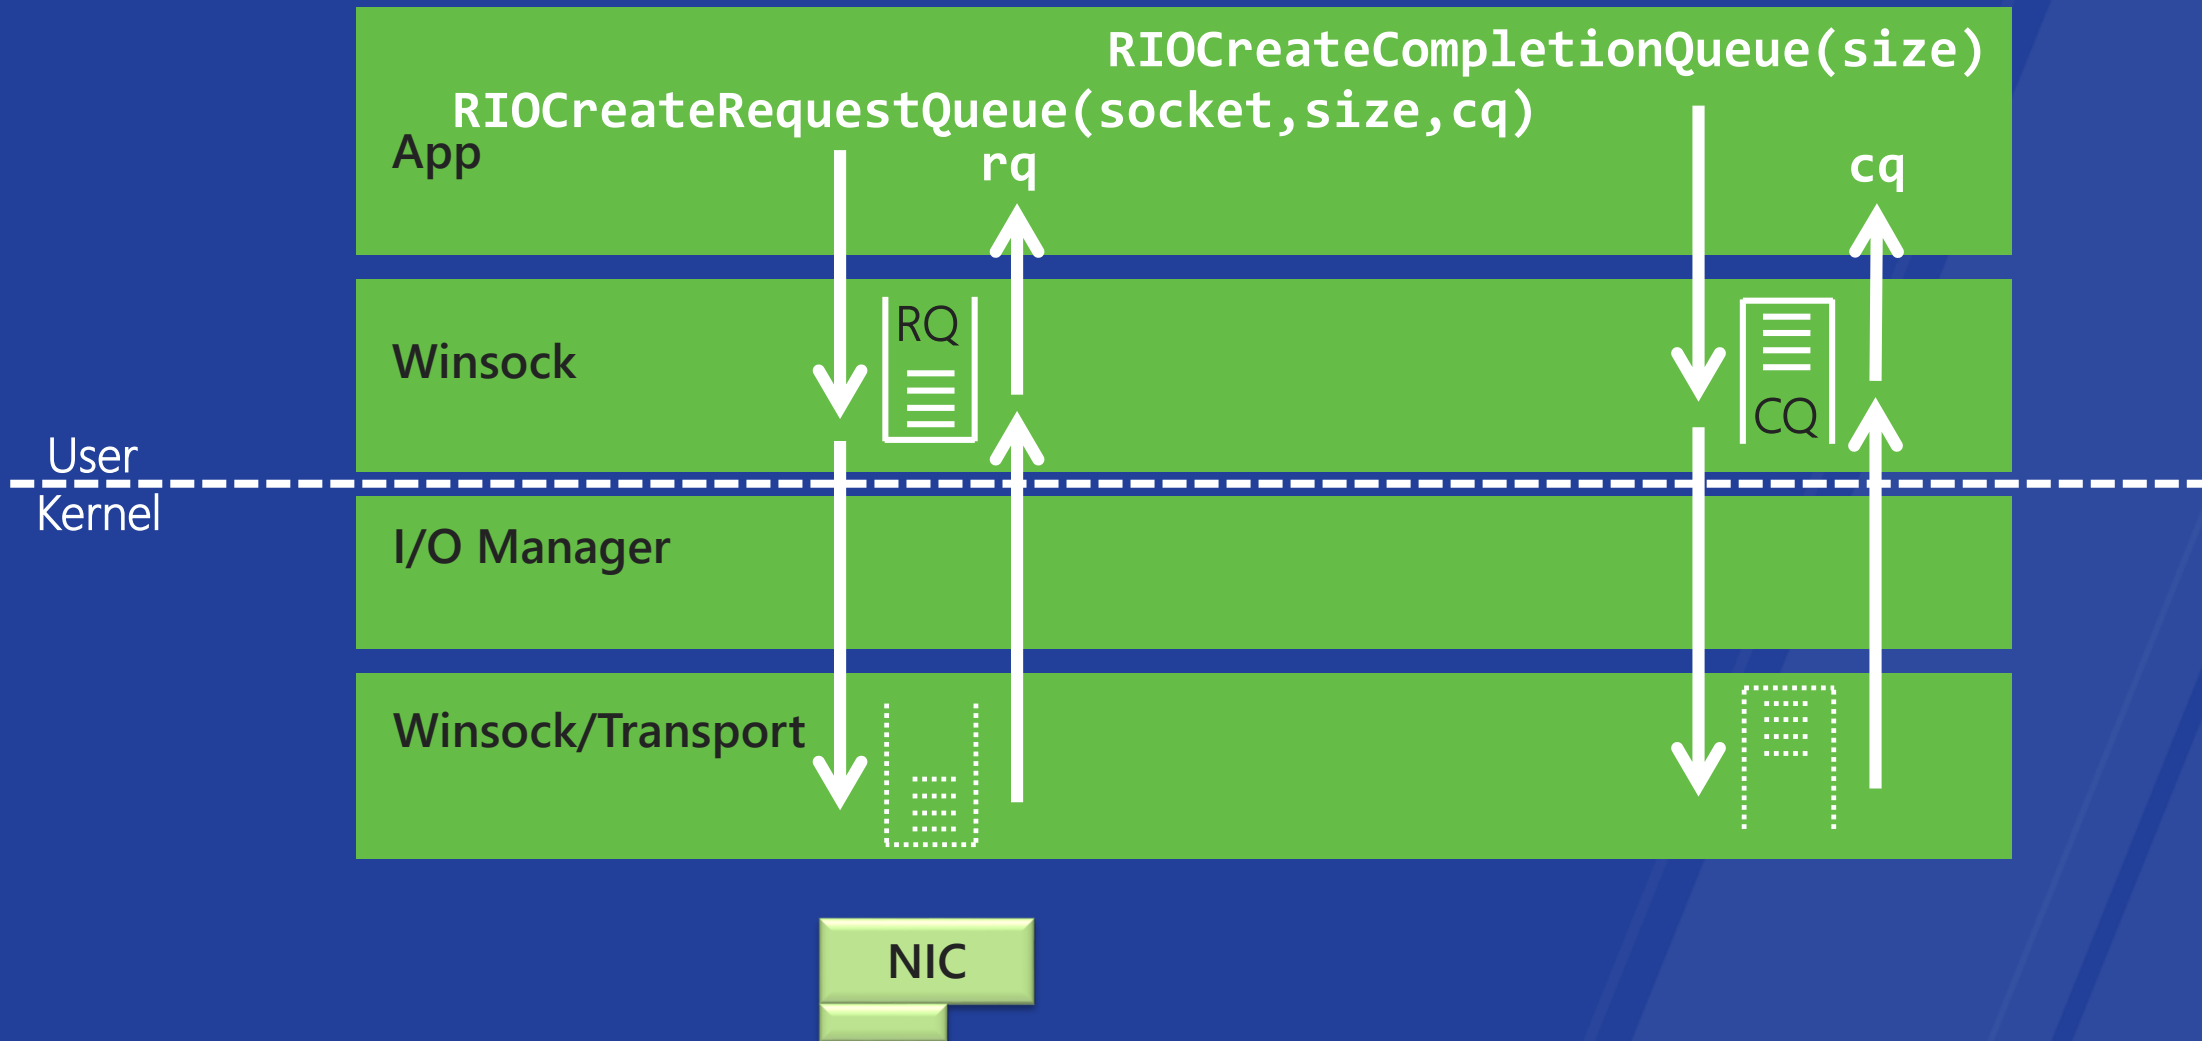 RIOCreateCompletionQueue(size)
RIOCreateRequestQueue(socket,size,cq)
App
rq
cq
RQ
Winsock
CQ
User
Kernel
I/O Manager
Winsock/Transport
NIC